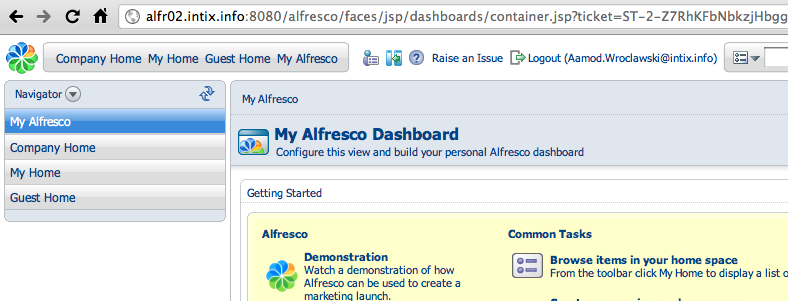 alfr02.intix.info:8080/alfresco/faces/jsp/dashboards/container.jsp?ticket=ST-2-Z7RhKFbNbkzjHbgg
Company Home My Home Guest Home My Alfresco Raise an Issue Logout (Aamod.Wroclawski@intix.info)
Navigator
My Alfresco
Company Home
My Home
Guest Home
My Alfresco
My Alfresco Dashboard
Configure this view and build your personal Alfresco dashboard
Getting Started
Alfresco
Demonstration
Watch a demonstration of how
Alfresco can be used to create a
marketing launch.
Common Tasks
Browse items in your home space
From the toolbar click My Home to display a list o